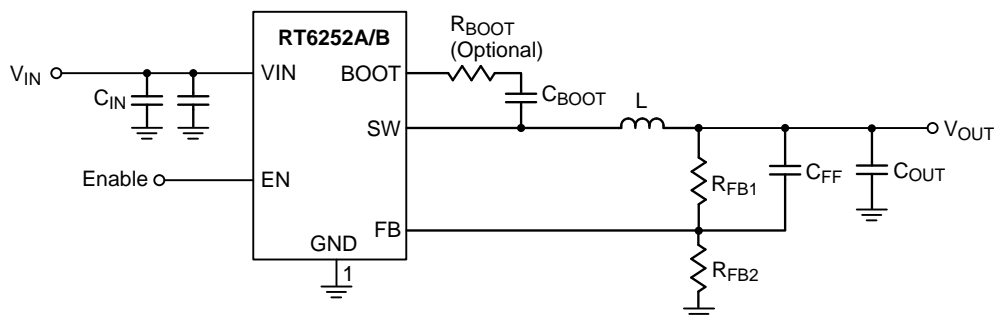 RT6252A/B
R_BOOT
(Optional)
V_IN
VIN
BOOT
C_IN
C_BOOT
L
SW
V_OUT
Enable
EN
R_FB1
C_FF
C_OUT
FB
GND
1
R_FB2